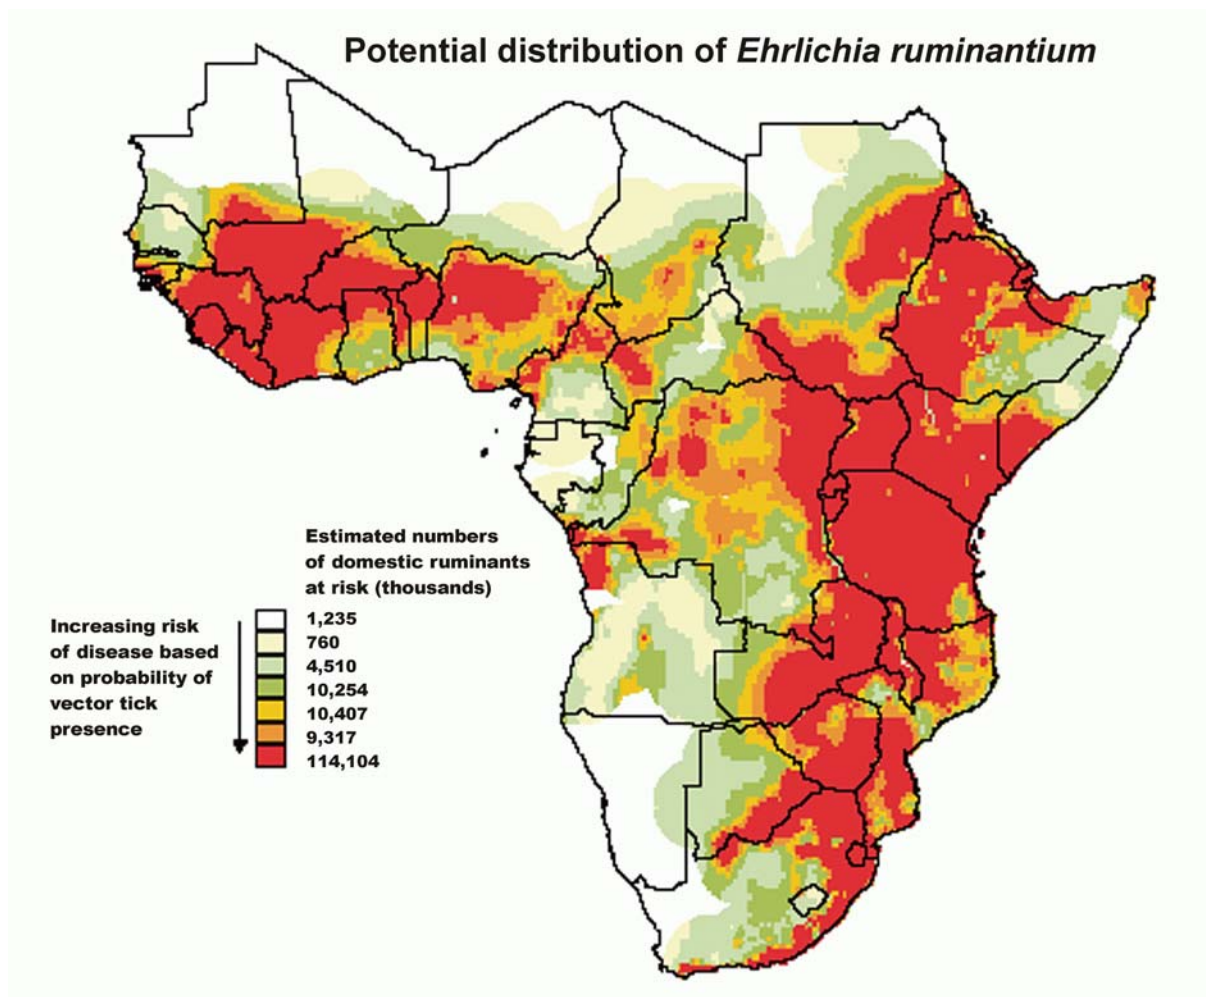 Potential distribution of Ehrlichia ruminantium
Estimated numbers
of domestic ruminants
at risk (thousands)
Increasing risk
of disease based
on probability of
vector tick
presence
1,235
760
4,510
10,254
10,407
9,317
114,104